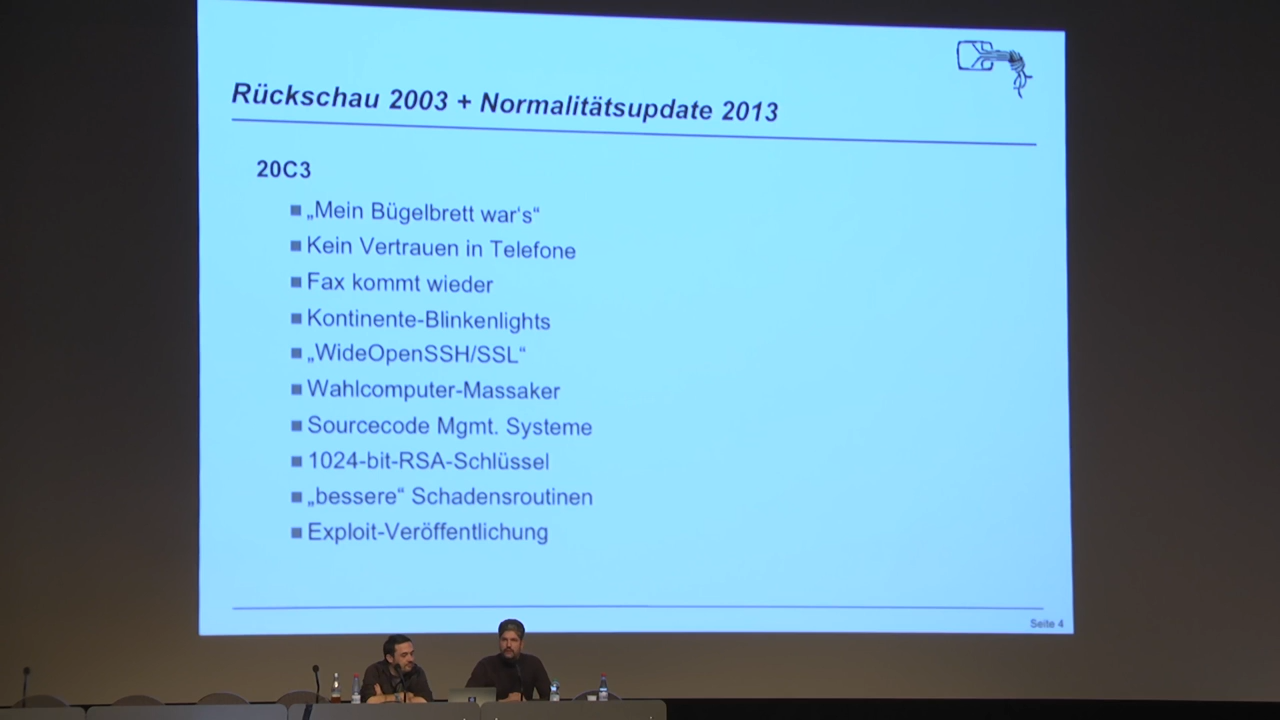 Rückschau 2003 + Normalitätsupdate 2013
20C3
„Mein Bügelbrett war‘s“
Kein Vertrauen in Telefone
Fax kommt wieder
Kontinente-Blinkenlights
„WideOpenSSH/SSL“
Wahlcomputer-Massaker
Sourcecode Mgmt. Systeme
1024-bit-RSA-Schlüssel
„bessere“ Schadensroutinen
Exploit-Veröffentlichung
Seite 4